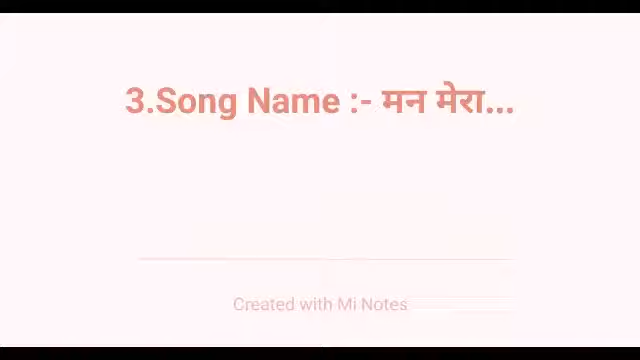 3.Song Name :- मन मेरा...
Created with Mi Notes